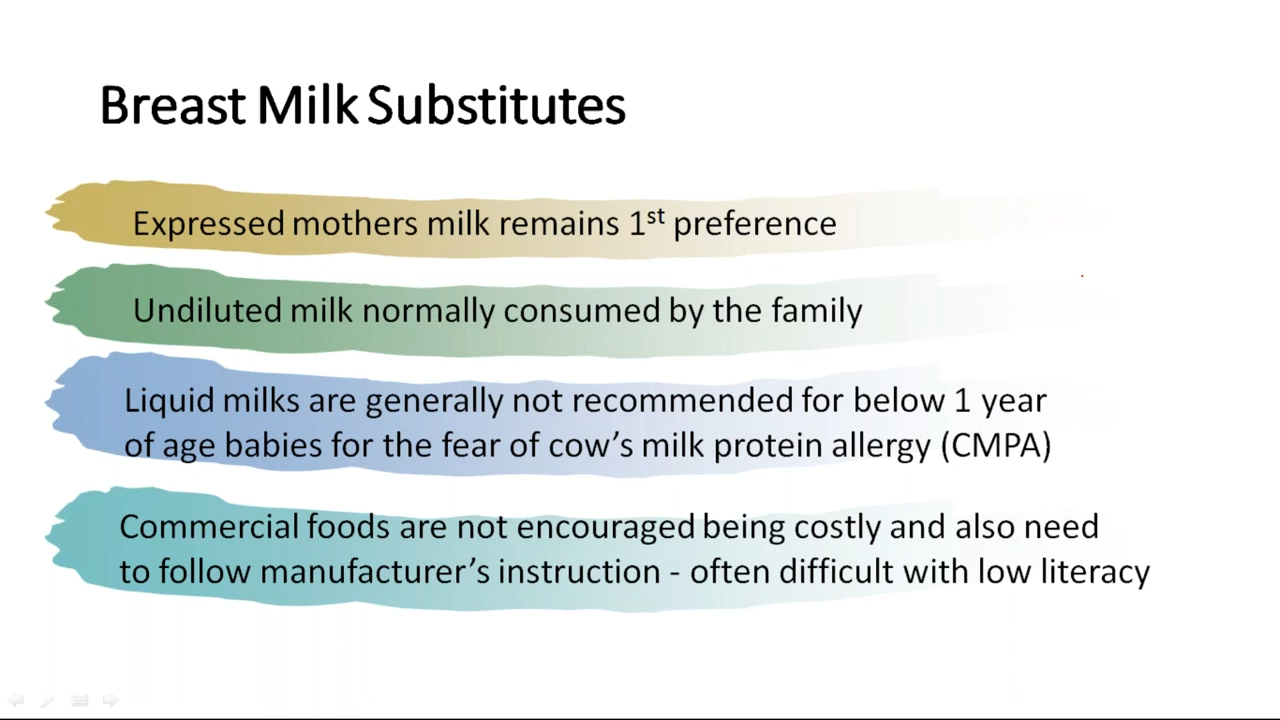 Breast Milk Substitutes
Expressed mothers milk remains 1st preference
Undiluted milk normally consumed by the family
Liquid milks are generally not recommended for below 1 year
of age babies for the fear of cow’s milk protein allergy (CMPA)
Commercial foods are not encouraged being costly and also need
to follow manufacturer’s instruction - often difficult with low literacy